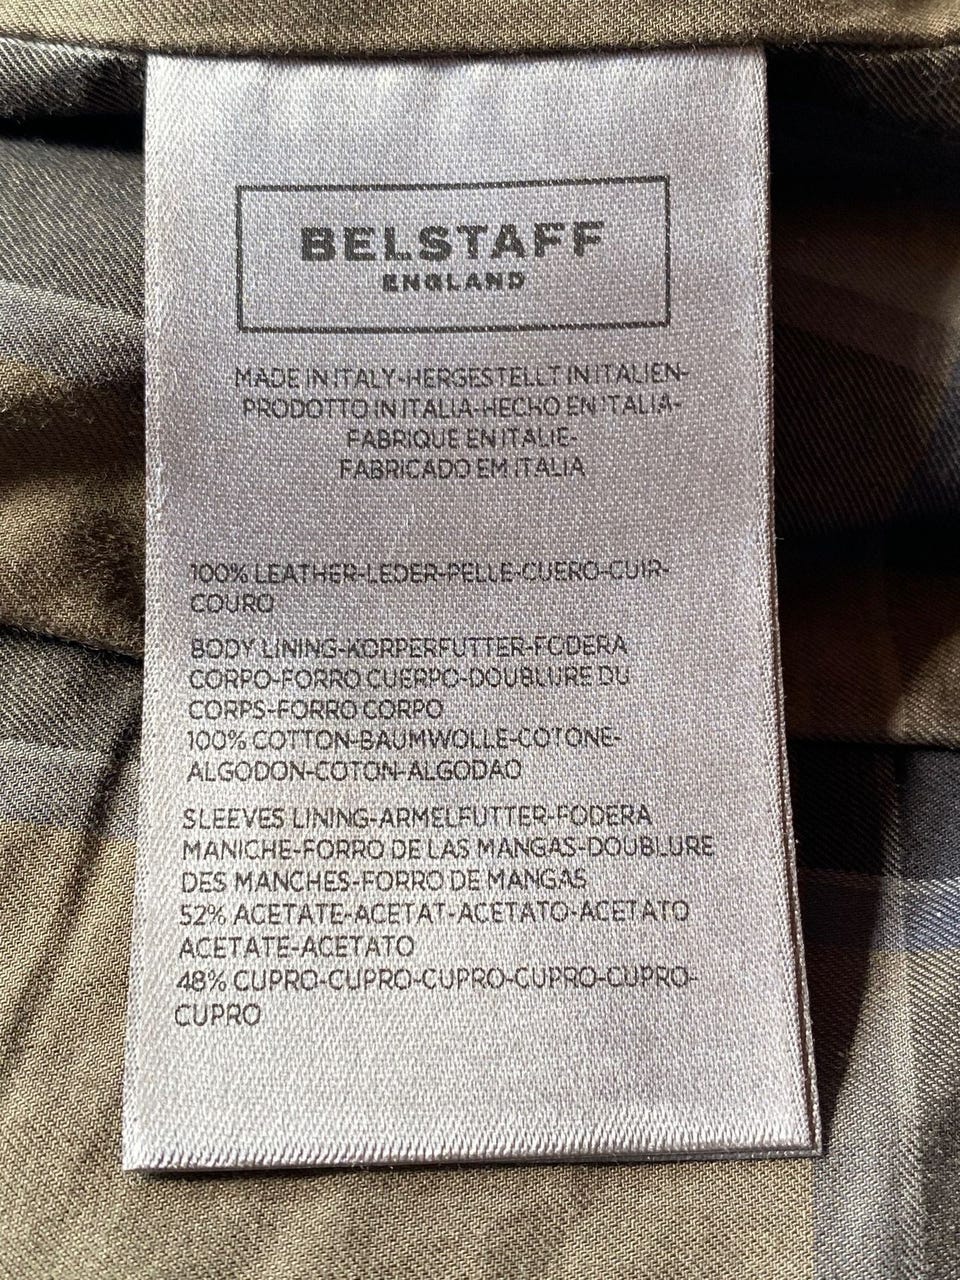 BELSTAFF
ENGLAND
MADE IN ITALY-HERGESTELLT IN ITALIEN-
PRODOTTO IN ITALIA-HECHO EN ITALIA-
FABRIQUE EN ITALIE-
FABRICADO EM ITALIA
100% LEATHER-LEDER-PELLE-CUERO-CUIR-
COURO
BODY LINING-KORPERFUTTER-FODERA
CORPO-FORRO CUERPO-DOUBLURE DU
CORPS-FORRO CORPO
100% COTTON-BAUMWOLLE-COTONE-
ALGODON-COTON-ALGODAO
SLEEVES LINING-ARMELFUTTER-FODERA
MANICHE-FORRO DE LAS MANGAS-DOUBLURE
DES MANCHES-FORRO DE MANGAS
52% ACETATE-ACETAT-ACETATO-ACETATO
ACETATE-ACETATO
48% CUPRO-CUPRO-CUPRO-CUPRO-CUPRO-
CUPRO